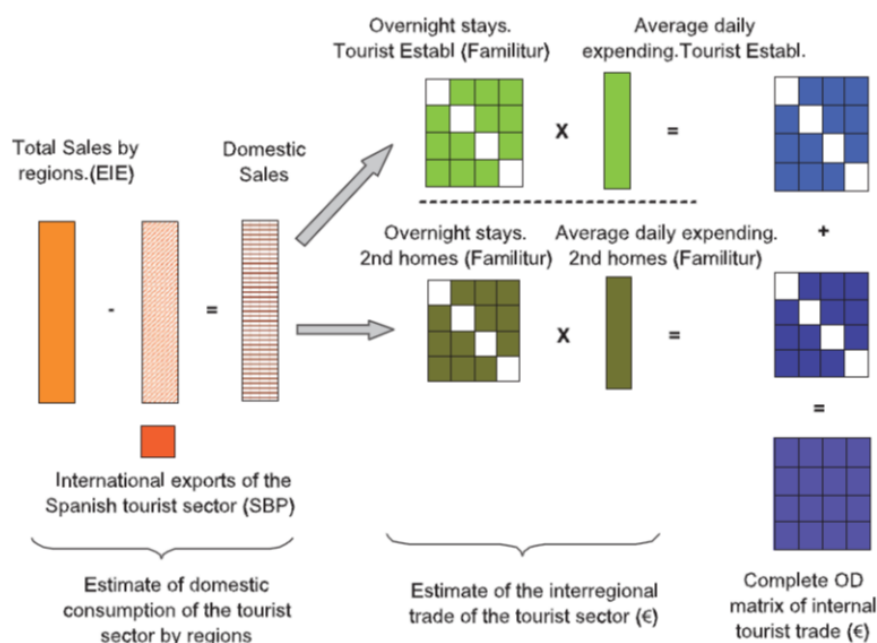 Overnight stays.
Tourist Establ (Familitur)
Average daily
expending.Tourist Establ.
X
=
Total Sales by
regions.(EIE)
Domestic
Sales
-
=
Overnight stays.
2nd homes (Familitur)
Average daily expending.
2nd homes (Familitur)
+
X
=
=
International exports of the
Spanish tourist sector (SBP)
Estimate of domestic
consumption of the tourist
sector by regions
Estimate of the interregional
trade of the tourist sector (€)
Complete OD
matrix of internal
tourist trade (€)